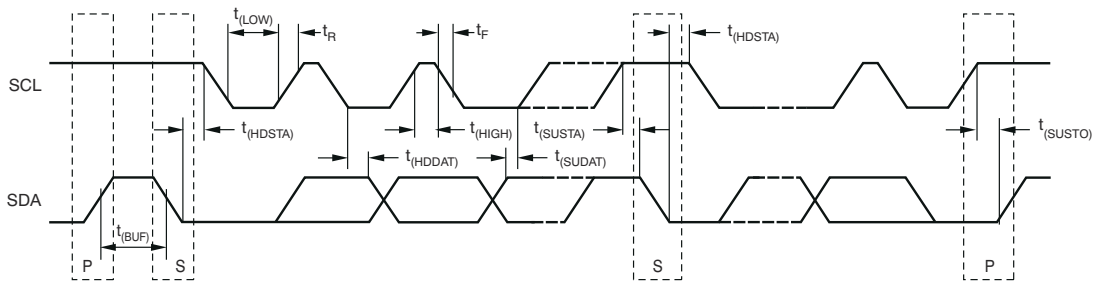 t(LOW)
tR
tF
t(HDSTA)
SCL
t(HDSTA)
t(HIGH)
t(SUSTA)
t(SUSTO)
t(HDDAT)
t(SUDAT)
SDA
t(BUF)
P
S
S
P